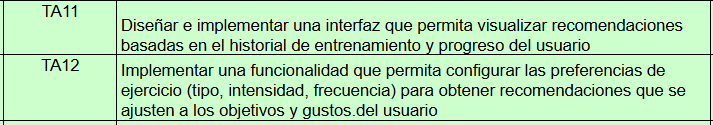 TA11
Diseñar e implementar una interfaz que permita visualizar recomendaciones
basadas en el historial de entrenamiento y progreso del usuario
TA12
Implementar una funcionalidad que permita configurar las preferencias de
ejercicio (tipo, intensidad, frecuencia) para obtener recomendaciones que se
ajusten a los objetivos y gustos.del usuario